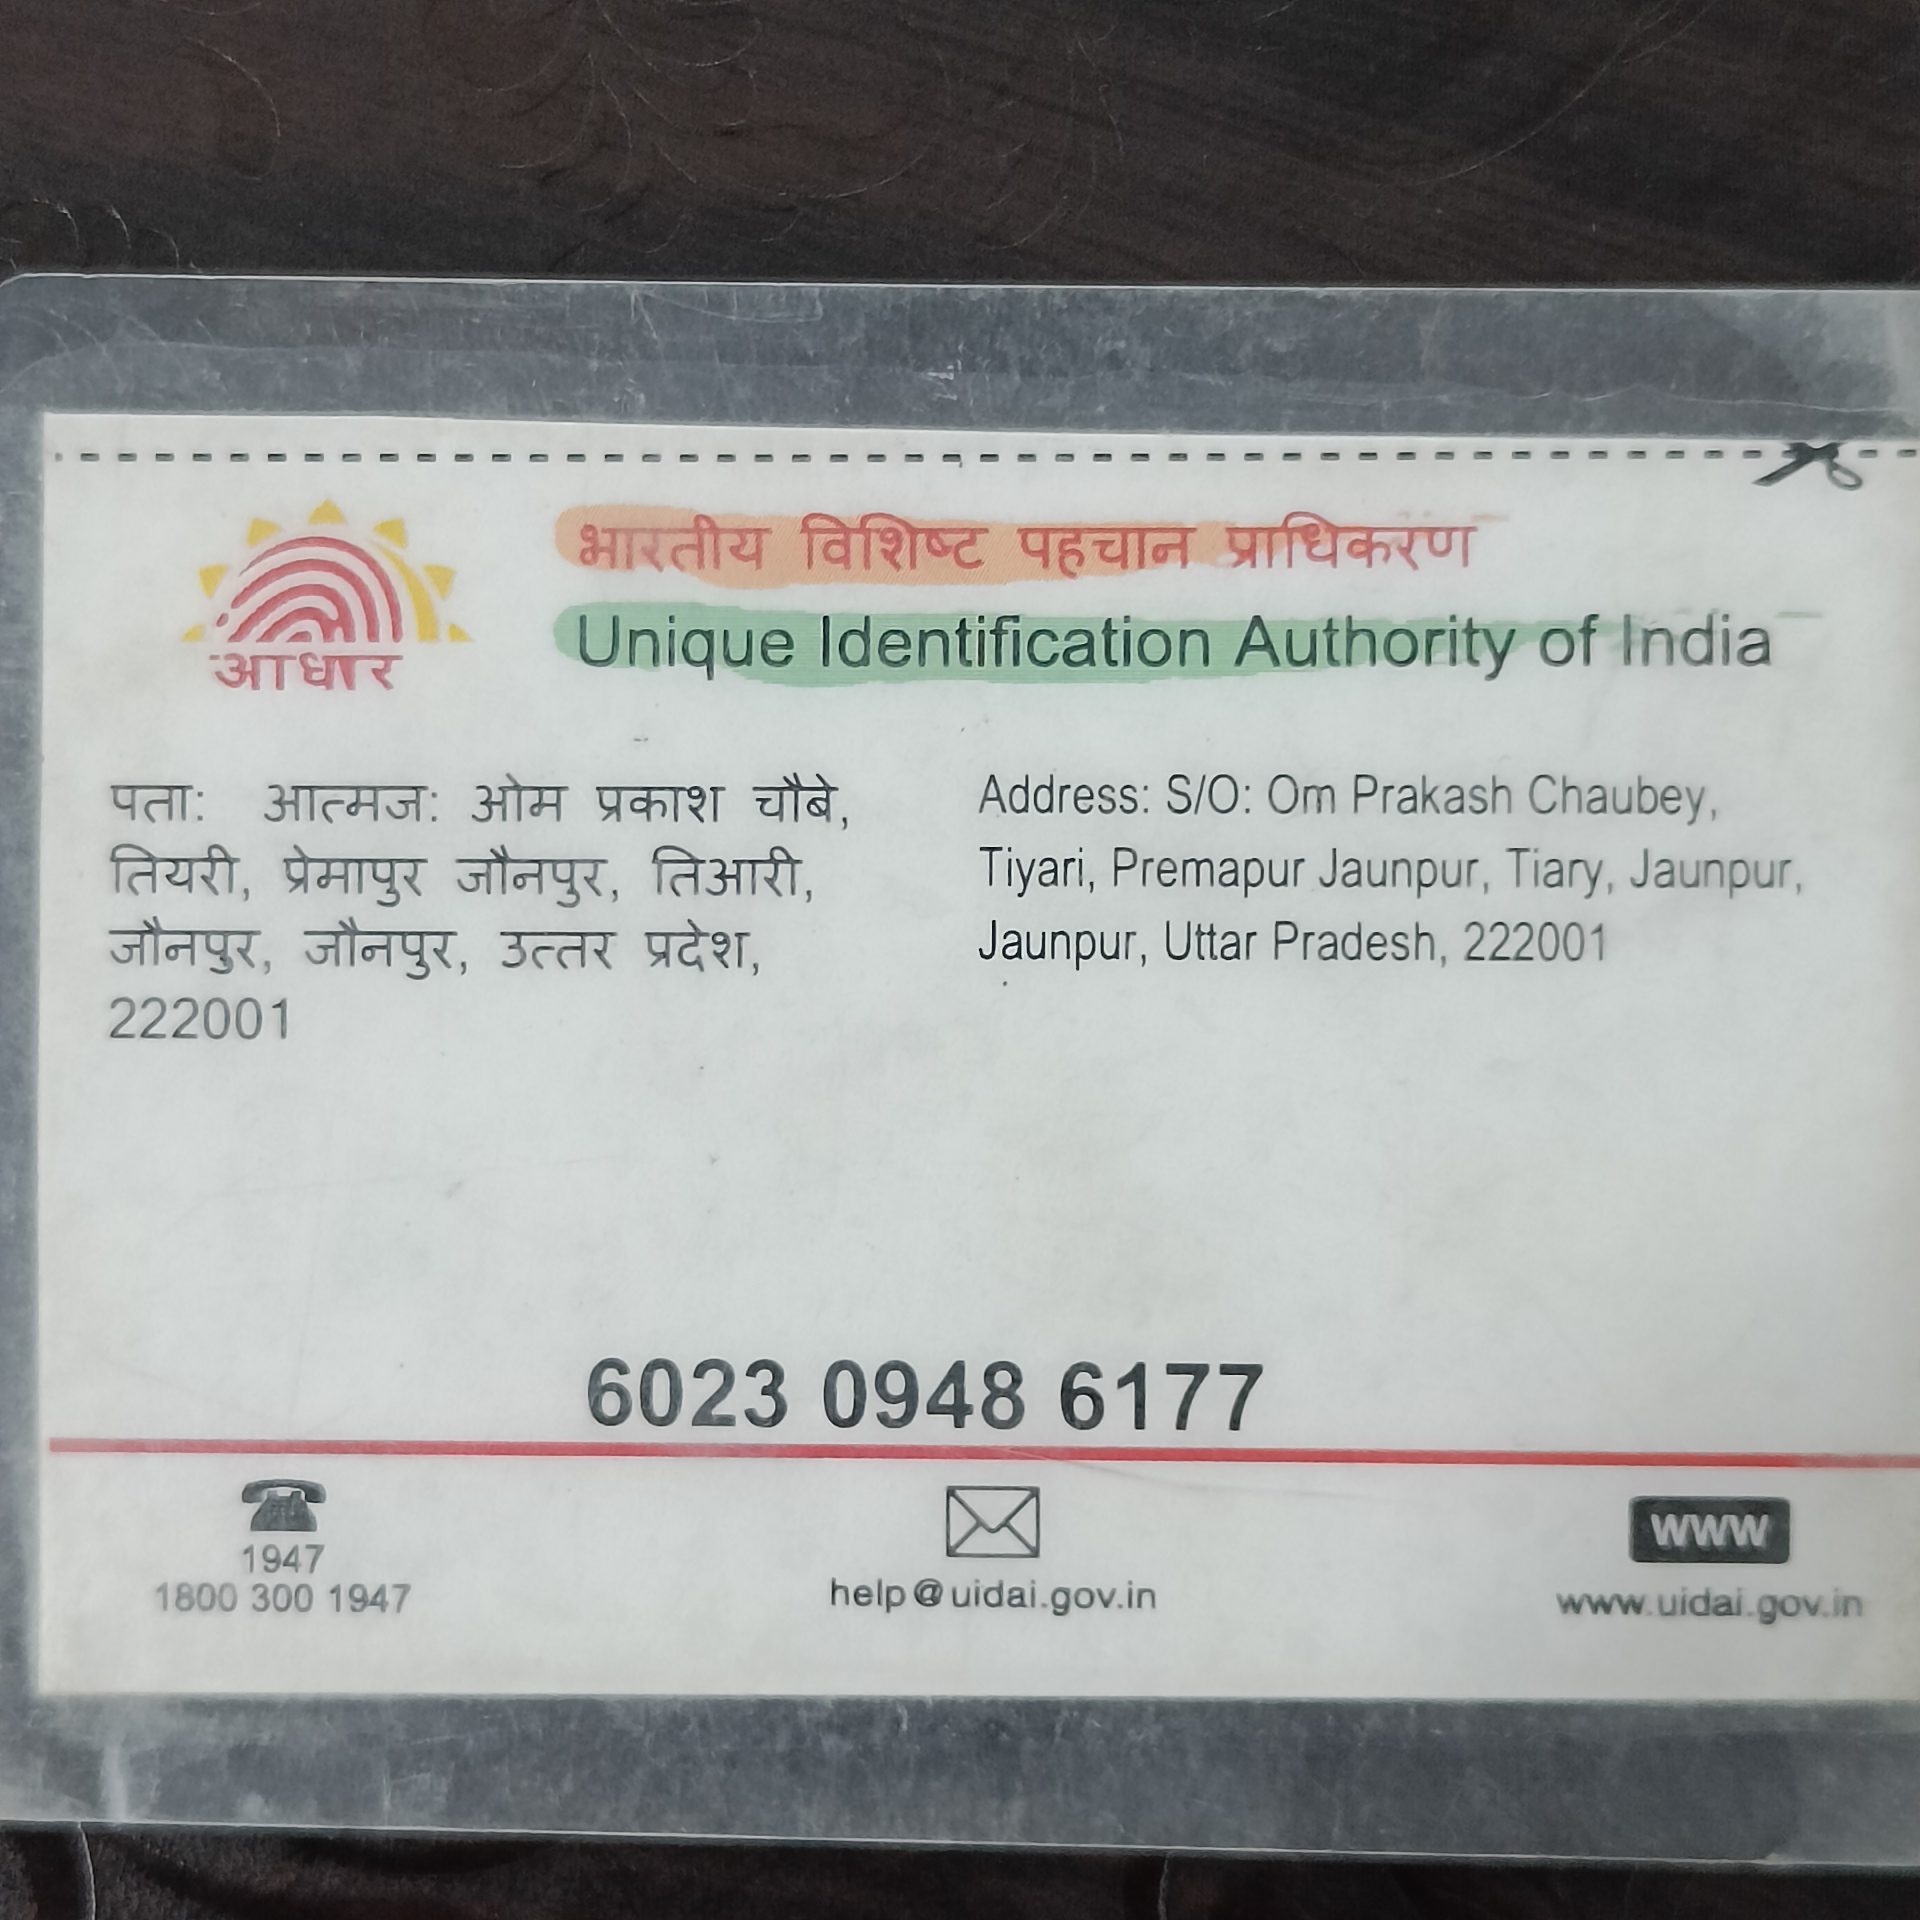 भारतीय विशिष्ट पहचान प्राधिकरण
Unique Identification Authority of India
आधार
पता: आत्मज: ओम प्रकाश चौबे,
तियरी, प्रेमापुर जौनपुर, तिआरी,
जौनपुर, जौनपुर, उत्तर प्रदेश,
222001
Address: S/O: Om Prakash Chaubey,
Tiyari, Premapur Jaunpur, Tiary, Jaunpur,
Jaunpur, Uttar Pradesh, 222001
6023 0948 6177
1947
1800 300 1947
help@uidai.gov.in
www
www.uidai.gov.in